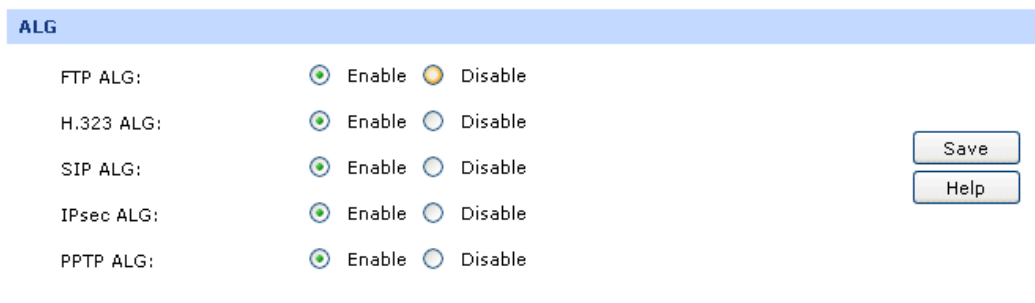 ALG
FTP ALG: Enable Disable
H.323 ALG: Enable Disable
SIP ALG: Enable Disable
IPsec ALG: Enable Disable
PPTP ALG: Enable Disable
Save
Help